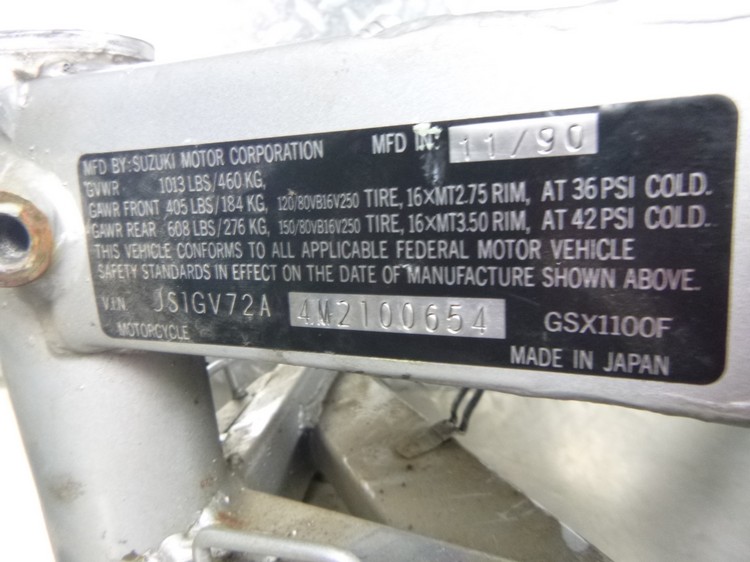 MFD BY: SUZUKI MOTOR CORPORATION MFD IN: 11/90
GVWR 1013 LBS/460 KG,
GAWR FRONT 405 LBS/184 KG, 120/80VB16V250 TIRE, 16×MT2.75 RIM, AT 36 PSI COLD.
GAWR REAR 608 LBS/276 KG, 150/80VB16V250 TIRE, 16×MT3.50 RIM, AT 42 PSI COLD.
THIS VEHICLE CONFORMS TO ALL APPLICABLE FEDERAL MOTOR VEHICLE
SAFETY STANDARDS IN EFFECT ON THE DATE OF MANUFACTURE SHOWN ABOVE.
V.I.N JS1GV72A 4M2100654 GSX1100F
MOTORCYCLE MADE IN JAPAN